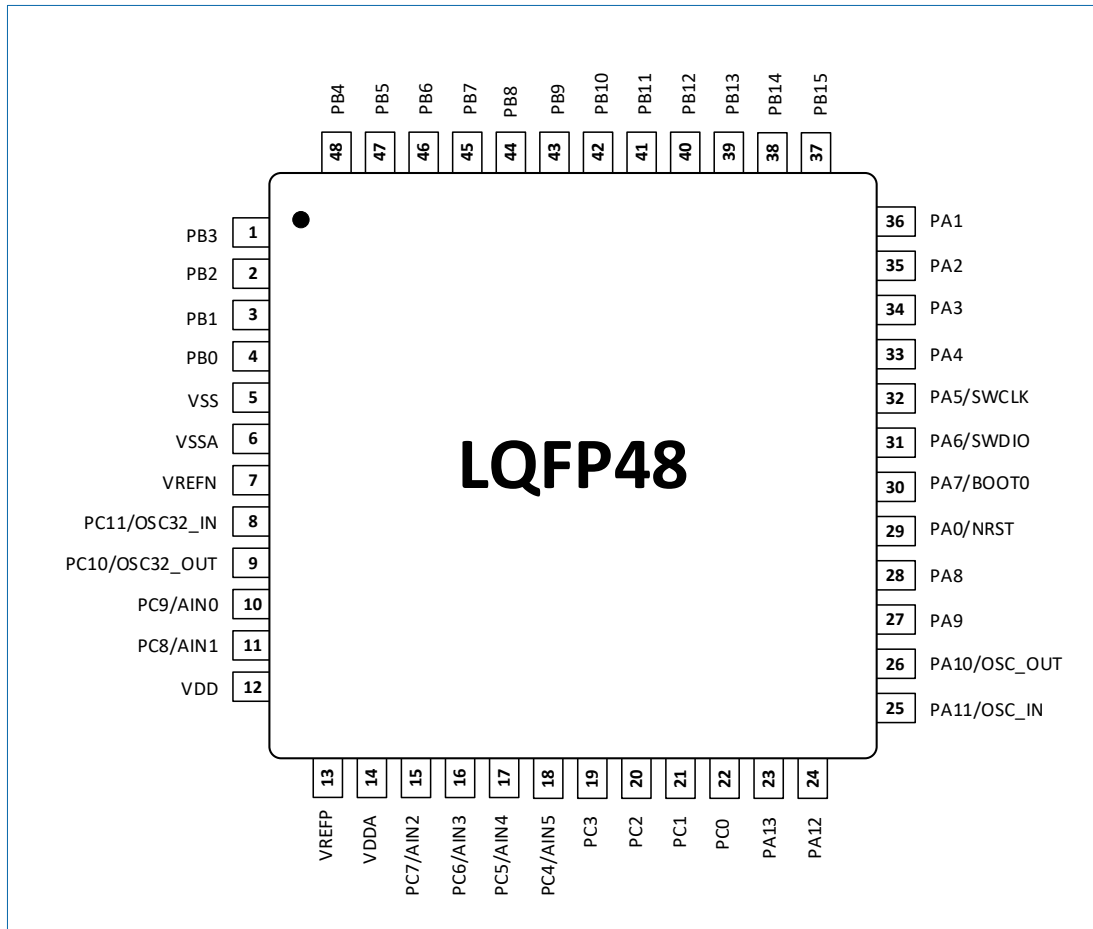 PB4 PB5 PB6 PB7 PB8 PB9 PB10 PB11 PB12 PB13 PB14 PB15
48 47 46 45 44 43 42 41 40 39 38 37
PB3 1
PB2 2
PB1 3
PB0 4
VSS 5
VSSA 6
VREFN 7
PC11/OSC32_IN 8
PC10/OSC32_OUT 9
PC9/AIN0 10
PC8/AIN1 11
VDD 12
LQFP48
36 PA1
35 PA2
34 PA3
33 PA4
32 PA5/SWCLK
31 PA6/SWDIO
30 PA7/BOOT0
29 PA0/NRST
28 PA8
27 PA9
26 PA10/OSC_OUT
25 PA11/OSC_IN
13 14 15 16 17 18 19 20 21 22 23 24
VREFP VDDA PC7/AIN2 PC6/AIN3 PC5/AIN4 PC4/AIN5 PC3 PC2 PC1 PC0 PA13 PA12